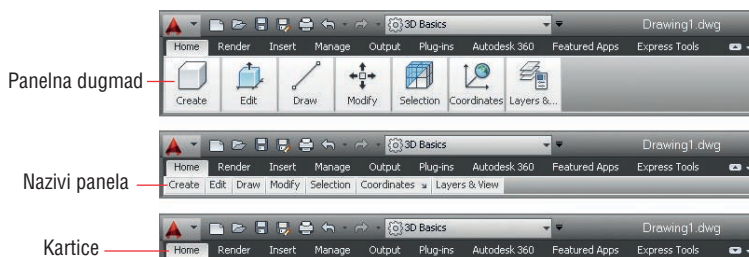 3D Basics Drawing1.dwg
Home Render Insert Manage Output Plug-ins Autodesk 360 Featured Apps Express Tools
Panelna dugmad
Create Edit Draw Modify Selection Coordinates Layers &...
3D Basics Drawing1.dwg
Home Render Insert Manage Output Plug-ins Autodesk 360 Featured Apps Express Tools
Nazivi panela
Create Edit Draw Modify Selection Coordinates Layers & View
3D Basics Drawing1.dwg
Kartice
Home Render Insert Manage Output Plug-ins Autodesk 360 Featured Apps Express Tools